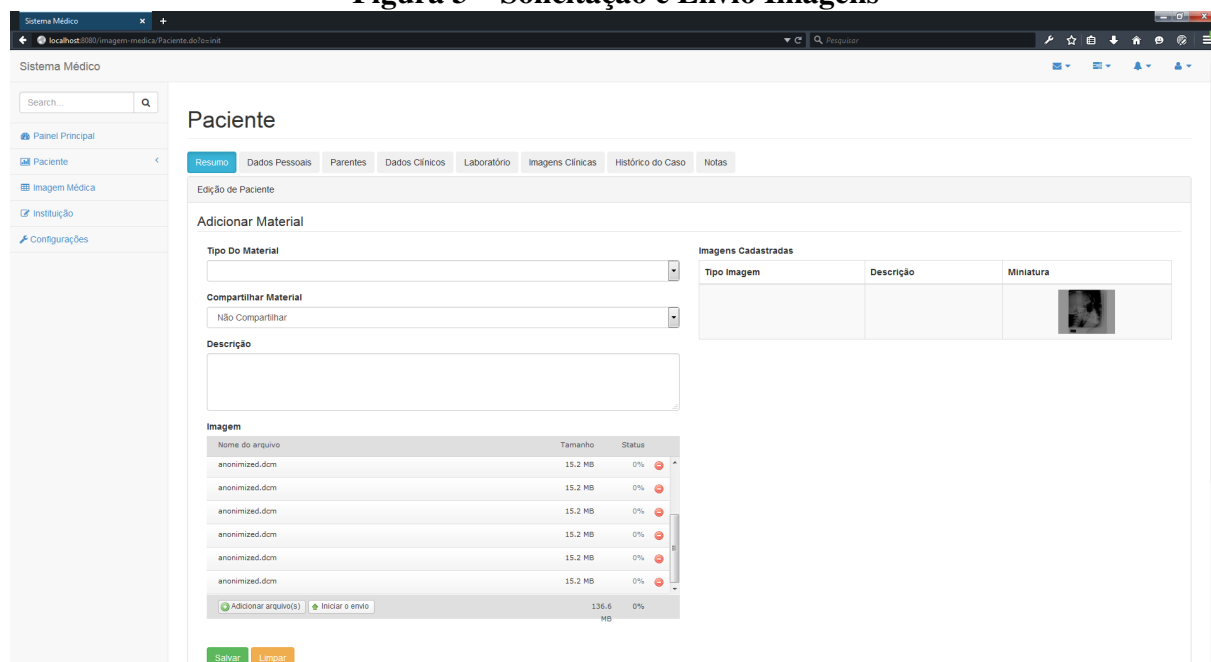 Figura 3 – Solicitação e Envio Imagens
Sistema Médico
localhost:8080/imagem-medica/Paciente.do?o=init
Pesquisar
Sistema Médico
Search...
Painel Principal
Paciente
Imagem Médica
Instituição
Configurações
Paciente
Resumo Dados Pessoais Parentes Dados Clínicos Laboratório Imagens Clínicas Histórico do Caso Notas
Edição de Paciente
Adicionar Material
Tipo Do Material
Compartilhar Material
Não Compartilhar
Descrição
Imagem
Nome do arquivo Tamanho Status
anonimized.dcm 15.2 MB 0%
anonimized.dcm 15.2 MB 0%
anonimized.dcm 15.2 MB 0%
anonimized.dcm 15.2 MB 0%
anonimized.dcm 15.2 MB 0%
anonimized.dcm 15.2 MB 0%
Adicionar arquivo(s) Iniciar o envio 136.6 MB 0%
Salvar Limpar
Imagens Cadastradas
Tipo Imagem Descrição Miniatura